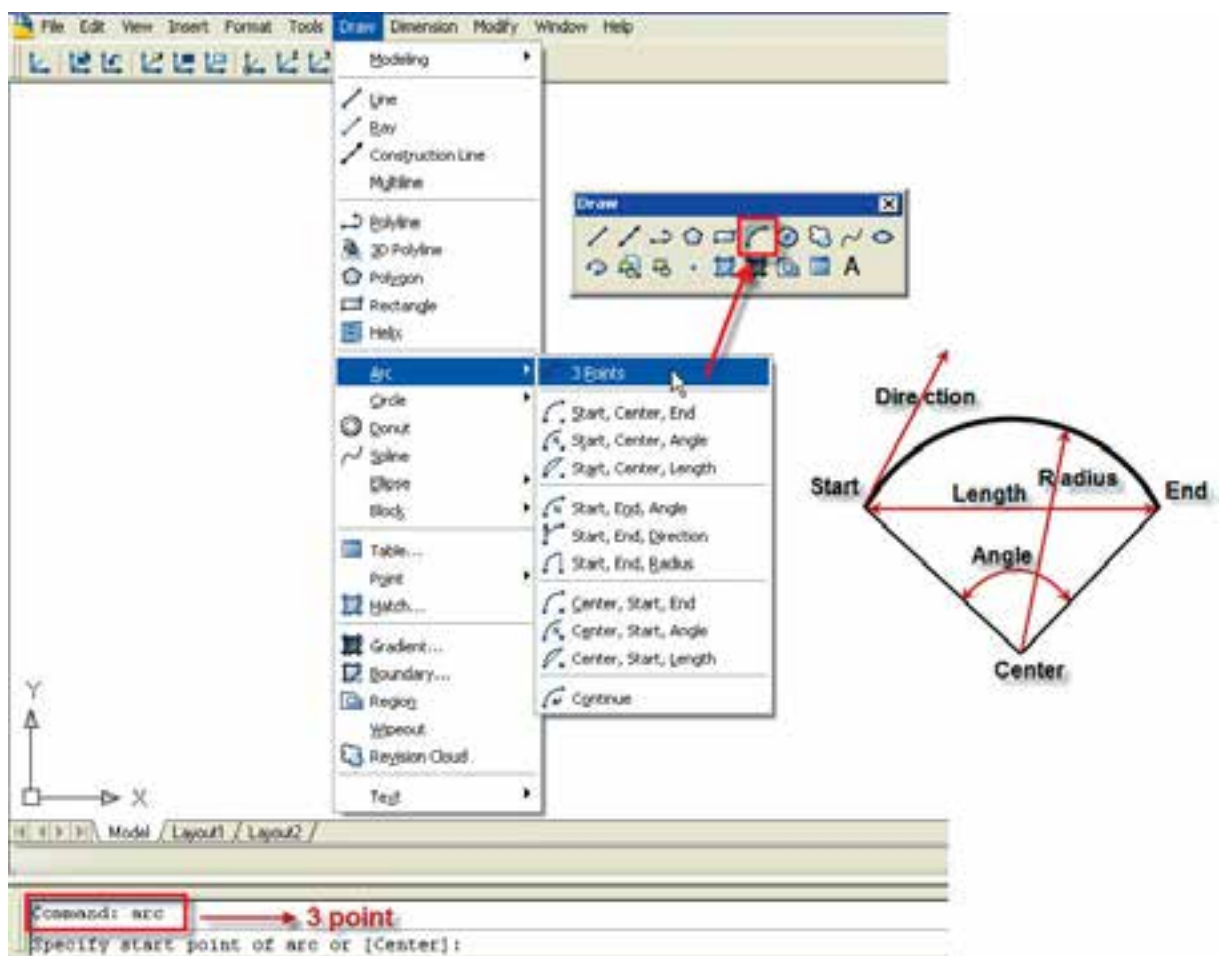 File Edit View Insert Format Tools Draw Dimension Modify Window Help
Modeling
Line
Ray
Construction Line
Multiline
Polyline
3D Polyline
Polygon
Rectangle
Helix
Arc
Circle
Donut
Spline
Ellipse
Block
Table...
Point
Hatch...
Gradient...
Boundary...
Region
Wipeout
Revision Cloud
Text
3 Points
Start, Center, End
Start, Center, Angle
Start, Center, Length
Start, End, Angle
Start, End, Direction
Start, End, Radius
Center, Start, End
Center, Start, Angle
Center, Start, Length
Continue
Draw
A
Direction
Start
Length
Radius
End
Angle
Center
Y
X
Model / Layout1 / Layout2 /
Command: arc
3 point
Specify start point of arc or [Center]: